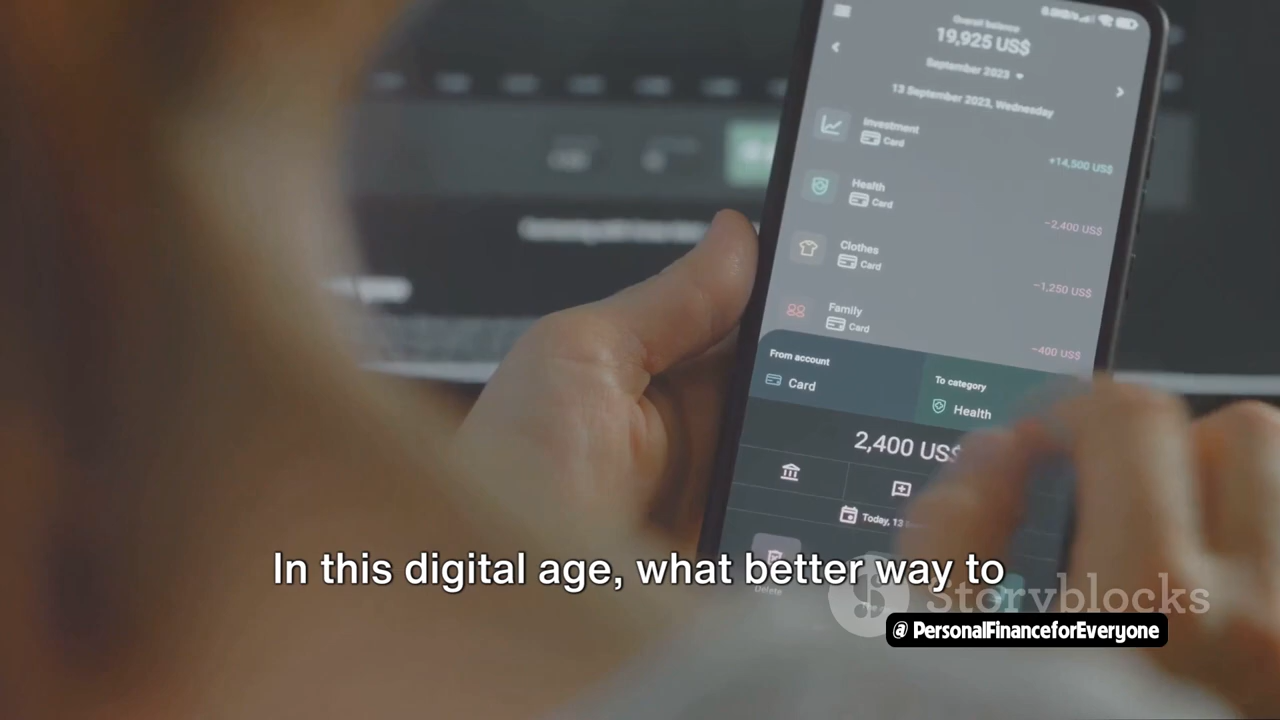 Overall balance
19,925 US$
September 2023
13 September 2023, Wednesday
Investment
Card
+14,500 US$
Health
Card
-2,400 US$
Clothes
Card
-1,250 US$
Family
Card
-400 US$
From account
Card
To category
Health
2,400 US$
Today, 13
Delete
In this digital age, what better way to
Storyblocks
@ PersonalFinanceforEveryone